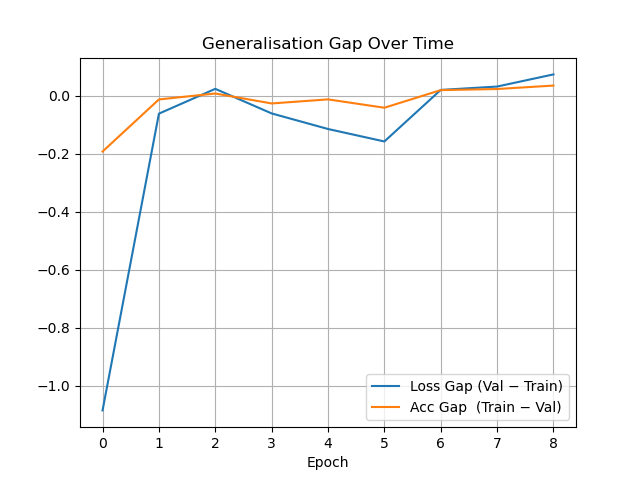 Generalisation Gap Over Time
0.0
−0.2
−0.4
−0.6
−0.8
−1.0
Loss Gap (Val − Train)
Acc Gap  (Train − Val)
0 1 2 3 4 5 6 7 8
Epoch